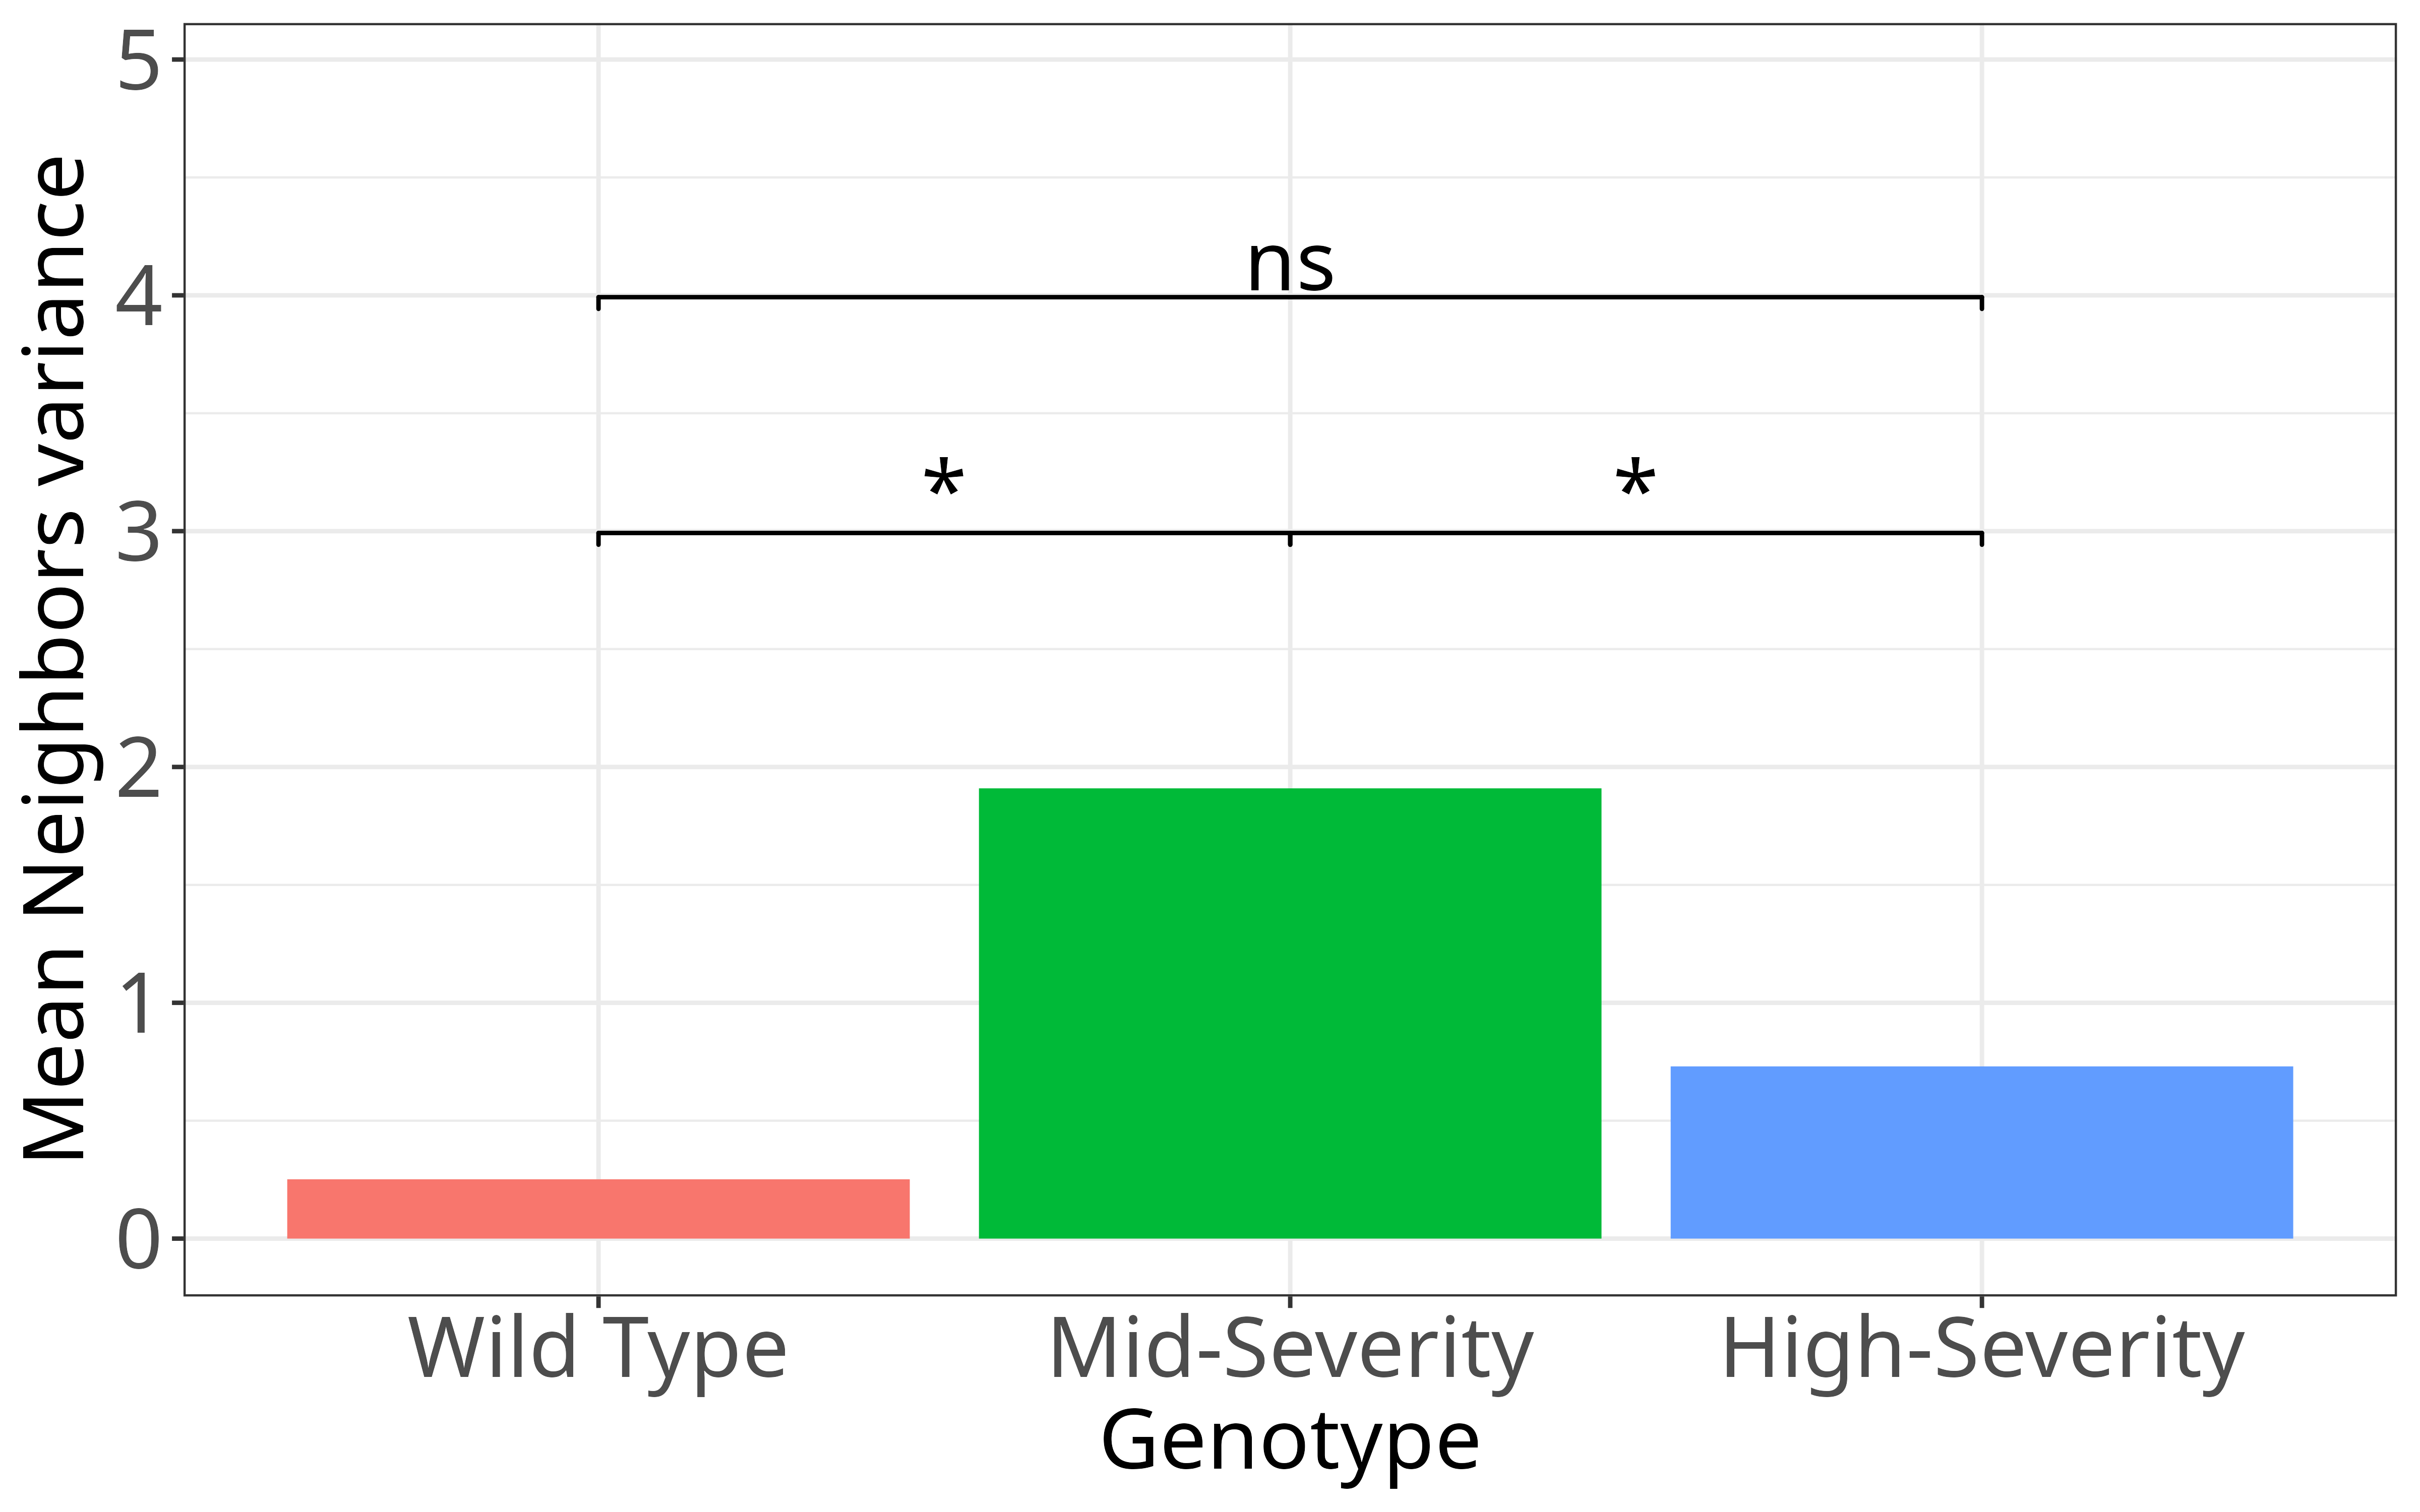 Mean Neighbors variance
5
4
3
2
1
0
ns
* *
Wild Type Mid-Severity High-Severity
Genotype